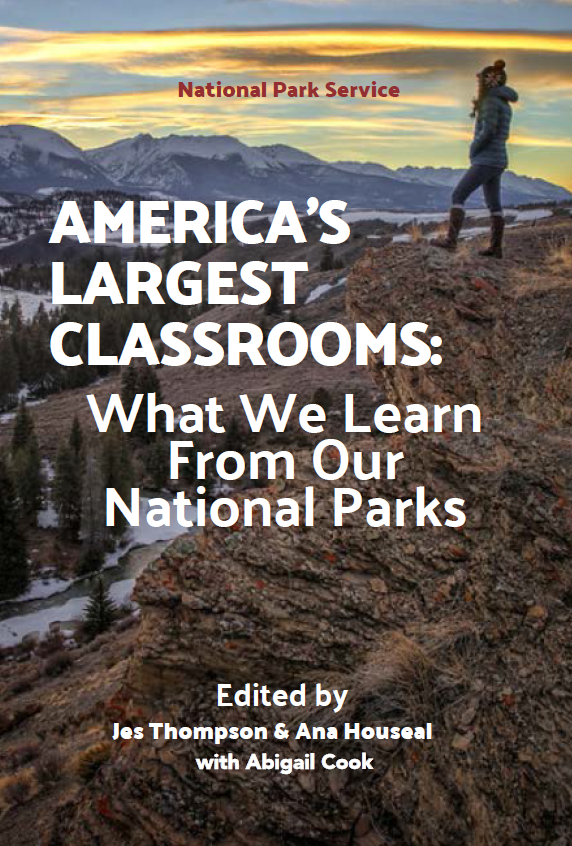 National Park Service
AMERICA'S
LARGEST
CLASSROOMS:
What We Learn
From Our
National Parks
Edited by
Jes Thompson & Ana Houseal
with Abigail Cook